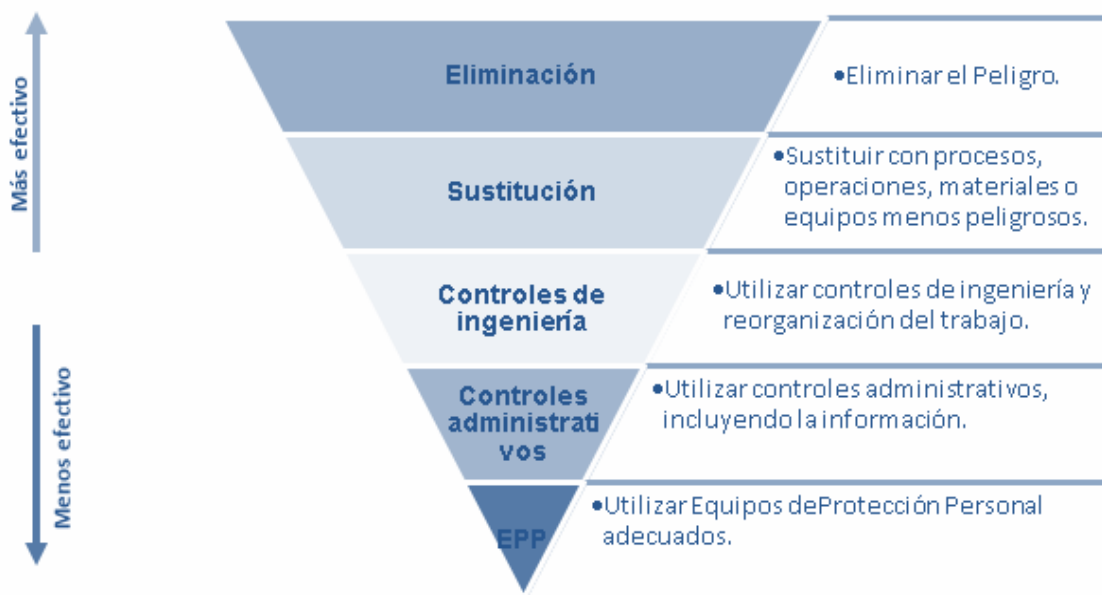 Más efectivo
Menos efectivo
Eliminación
•Eliminar el Peligro.
Sustitución
•Sustituir con procesos,
operaciones, materiales o
equipos menos peligrosos.
Controles de
ingeniería
•Utilizar controles de ingeniería y
reorganización del trabajo.
Controles
administrati
vos
•Utilizar controles administrativos,
incluyendo la información.
EPP
•Utilizar Equipos de Protección Personal
adecuados.